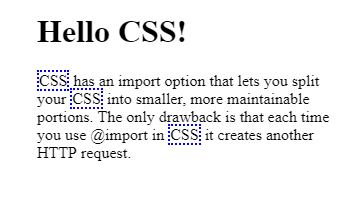 Hello CSS!
CSS has an import option that lets you split
your CSS into smaller, more maintainable
portions. The only drawback is that each time
you use @import in CSS it creates another
HTTP request.